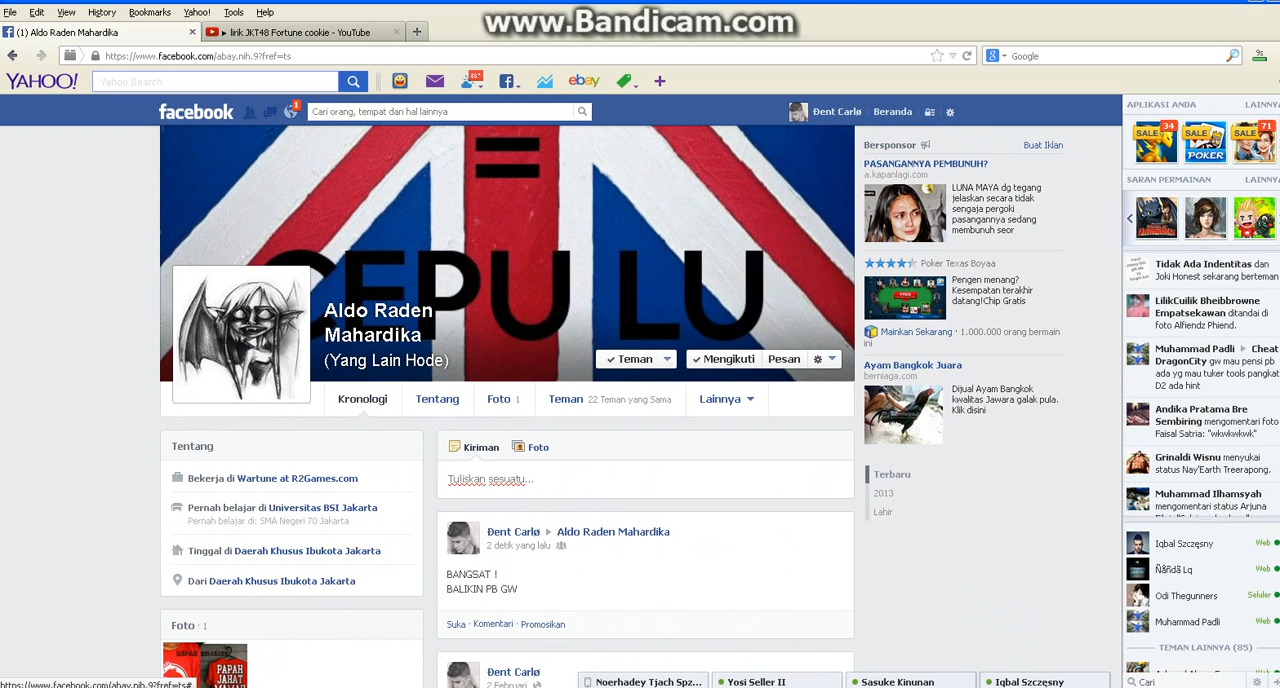 File Edit View History Bookmarks Yahoo! Tools Help
www.Bandicam.com
(1) Aldo Raden Mahardika
lirik JKT48 Fortune cookie - YouTube
https://www.facebook.com/abay.nih.9?fref=ts
Google
YAHOO!
Yahoo Search
ebay
facebook
1
Cari orang, tempat dan hal lainnya
Đent Carlø Beranda
= CEPU LU
Aldo Raden
Mahardika
(Yang Lain Hode)
Teman
Mengikuti
Pesan
Kronologi
Tentang
Foto 1
Teman 22 Teman yang Sama
Lainnya
Tentang
Bekerja di Wartune at R2Games.com
Pernah belajar di Universitas BSI Jakarta
Pernah belajar di: SMA Negeri 70 Jakarta
Tinggal di Daerah Khusus Ibukota Jakarta
Dari Daerah Khusus Ibukota Jakarta
Foto · 1
PAPAH
JAHAT
Kiriman
Foto
Tuliskan sesuatu...
Đent Carlø Aldo Raden Mahardika
2 detik yang lalu
BANGSAT !
BALIKIN PB GW
Suka · Komentari · Promosikan
Đent Carlø
2 Februari
Bersponsor
Buat Iklan
PASANGANNYA PEMBUNUH?
a.kapanlagi.com
LUNA MAYA dg tegang
jelaskan secara tidak
sengaja pergoki
pasangannya sedang
membunuh seor
Poker Texas Boyaa
FREE
Pengen menang?
Kesempatan terakhir
datang!Chip Gratis
Mainkan Sekarang · 1.000.000 orang bermain
ini
Ayam Bangkok Juara
berniaga.com
Dijual Ayam Bangkok
kwalitas Jawara galak pula.
Klik disini
Terbaru
2013
Lahir
APLIKASI ANDA LAINNY
SALE 34
SALE
POKER
SALE 71
SARAN PERMAINAN LAINNY
Tidak Ada Indentitas dan
Joki Honest sekarang berteman
LilikCuilik Bheibbrowne
Empatsekawan ditandai di
foto Alfiendz Phiend.
Muhammad Padli Cheat
DragonCity gw mau pensi pb
ada yg mau tuker tools pangkat
D2 ada hint
Andika Pratama Bre
Sembiring mengomentari foto
Faisal Satria: "wkwkwkwk"
Grinaldi Wisnu menyukai
status Nay'Earth Treerapong.
Muhammad Ilhamsyah
mengomentari status Arjuna
Iqbal Szczęsny Web
Ñåñdä Lq Web
Odi Thegunners Seluler
Muhammad Padli Web
TEMAN LAINNYA (85)
Cari
https://www.facebook.com/abay.nih.9?fref=ts#
Noerhadey Tjach Spz...
Yosi Seller II
Sasuke Kinunan
Iqbal Szczęsny